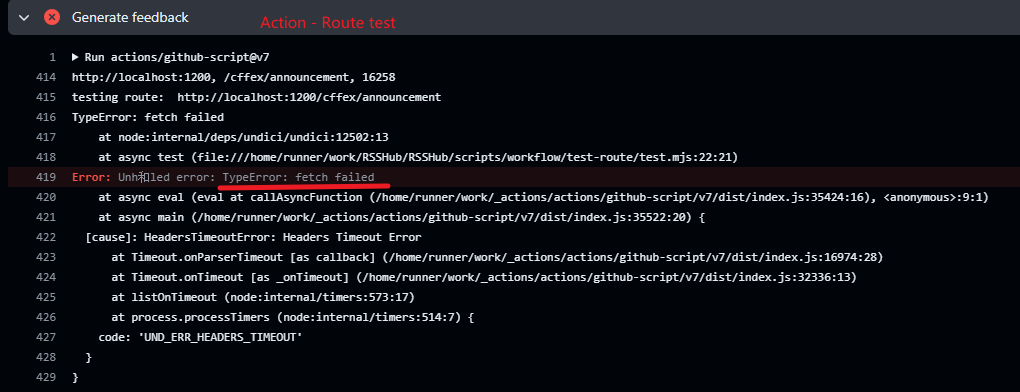 Generate feedback
Action - Route test
1 ▶ Run actions/github-script@v7
414 http://localhost:1200, /cffex/announcement, 16258
415 testing route:  http://localhost:1200/cffex/announcement
416 TypeError: fetch failed
417     at node:internal/deps/undici/undici:12502:13
418     at async test (file:///home/runner/work/RSSHub/RSSHub/scripts/workflow/test-route/test.mjs:22:21)
419 Error: error: TypeError: fetch failed
420     at async eval (eval at callAsyncFunction (/home/runner/work/_actions/actions/github-script/v7/dist/index.js:35424:16), <anonymous>:9:1)
421     at async main (/home/runner/work/_actions/actions/github-script/v7/dist/index.js:35522:20) {
422   [cause]: HeadersTimeoutError: Headers Timeout Error
423       at Timeout.onParserTimeout [as callback] (/home/runner/work/_actions/actions/github-script/v7/dist/index.js:16974:28)
424       at Timeout.onTimeout [as _onTimeout] (/home/runner/work/_actions/actions/github-script/v7/dist/index.js:32336:13)
425       at listOnTimeout (node:internal/timers:573:17)
426       at process.processTimers (node:internal/timers:514:7) {
427     code: 'UND_ERR_HEADERS_TIMEOUT'
428   }
429 }